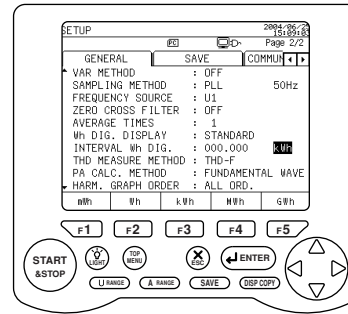 SETUP 2004/06/25
15:09:03
PC Page 2/2
GENERAL SAVE COMMUN
VAR METHOD : OFF
SAMPLING METHOD : PLL 50Hz
FREQUENCY SOURCE : U1
ZERO CROSS FILTER : OFF
AVERAGE TIMES : 1
Wh DIG. DISPLAY : STANDARD
INTERVAL Wh DIG. : 000.000 kWh
THD MEASURE METHOD : THD-F
PA CALC. METHOD : FUNDAMENTAL WAVE
HARM. GRAPH ORDER : ALL ORD.
mWh Wh kWh MWh GWh
F1 F2 F3 F4 F5
START
&STOP
LIGHT
TOP
MENU
ESC
ENTER
U RANGE A RANGE SAVE DISP COPY